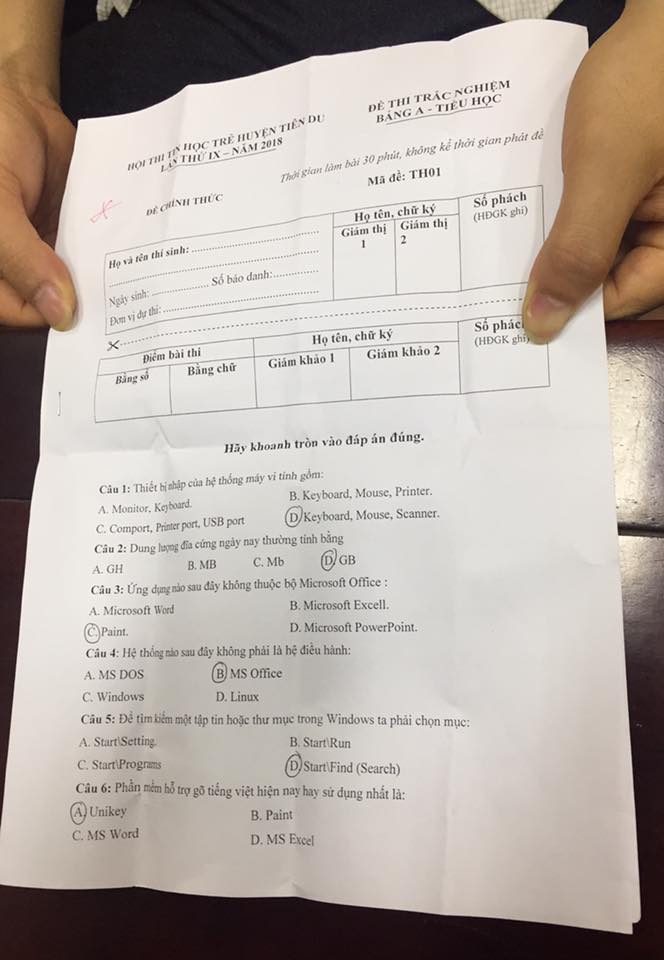 HỘI THI TIN HỌC TRẺ HUYỆN TIÊN DU
LẦN THỨ IX – NĂM 2018
ĐỀ THI TRẮC NGHIỆM
BẢNG A - TIỂU HỌC
Thời gian làm bài 30 phút, không kể thời gian phát đề
ĐỀ CHÍNH THỨC
Mã đề: TH01
Họ và tên thí sinh:
Ngày sinh: Số báo danh:
Đơn vị dự thi:
Họ tên, chữ ký
Giám thị 1
Giám thị 2
Số phách
(HĐGK ghi)
Điểm bài thi
Họ tên, chữ ký
Số phách
(HĐGK ghi)
Bằng số
Bằng chữ
Giám khảo 1
Giám khảo 2
Hãy khoanh tròn vào đáp án đúng.
Câu 1: Thiết bị nhập của hệ thống máy vi tính gồm:
A. Monitor, Keyboard. B. Keyboard, Mouse, Printer.
C. Comport, Printer port, USB port D. Keyboard, Mouse, Scanner.
Câu 2: Dung lượng đĩa cứng ngày nay thường tính bằng
A. GH B. MB C. Mb D. GB
Câu 3: Ứng dụng nào sau đây không thuộc bộ Microsoft Office :
A. Microsoft Word B. Microsoft Excell.
C. Paint. D. Microsoft PowerPoint.
Câu 4: Hệ thống nào sau đây không phải là hệ điều hành:
A. MS DOS B. MS Office
C. Windows D. Linux
Câu 5: Để tìm kiếm một tập tin hoặc thư mục trong Windows ta phải chọn mục:
A. Start\Setting. B. Start\Run
C. Start\Programs D. Start\Find (Search)
Câu 6: Phần mềm hỗ trợ gõ tiếng việt hiện nay hay sử dụng nhất là:
A. Unikey B. Paint
C. MS Word D. MS Excel